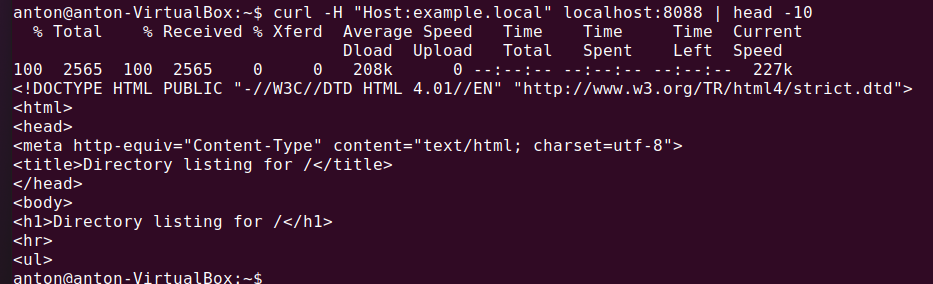 anton@anton-VirtualBox:~$ curl -H "Host:example.local" localhost:8088 | head -10
  % Total    % Received % Xferd  Average Speed   Time    Time     Time  Current
                                 Dload  Upload   Total   Spent    Left  Speed
100  2565  100  2565    0     0   208k      0 --:--:-- --:--:-- --:--:--  227k
<!DOCTYPE HTML PUBLIC "-//W3C//DTD HTML 4.01//EN" "http://www.w3.org/TR/html4/strict.dtd">
<html>
<head>
<meta http-equiv="Content-Type" content="text/html; charset=utf-8">
<title>Directory listing for /</title>
</head>
<body>
<h1>Directory listing for /</h1>
<hr>
<ul>
anton@anton-VirtualBox:~$